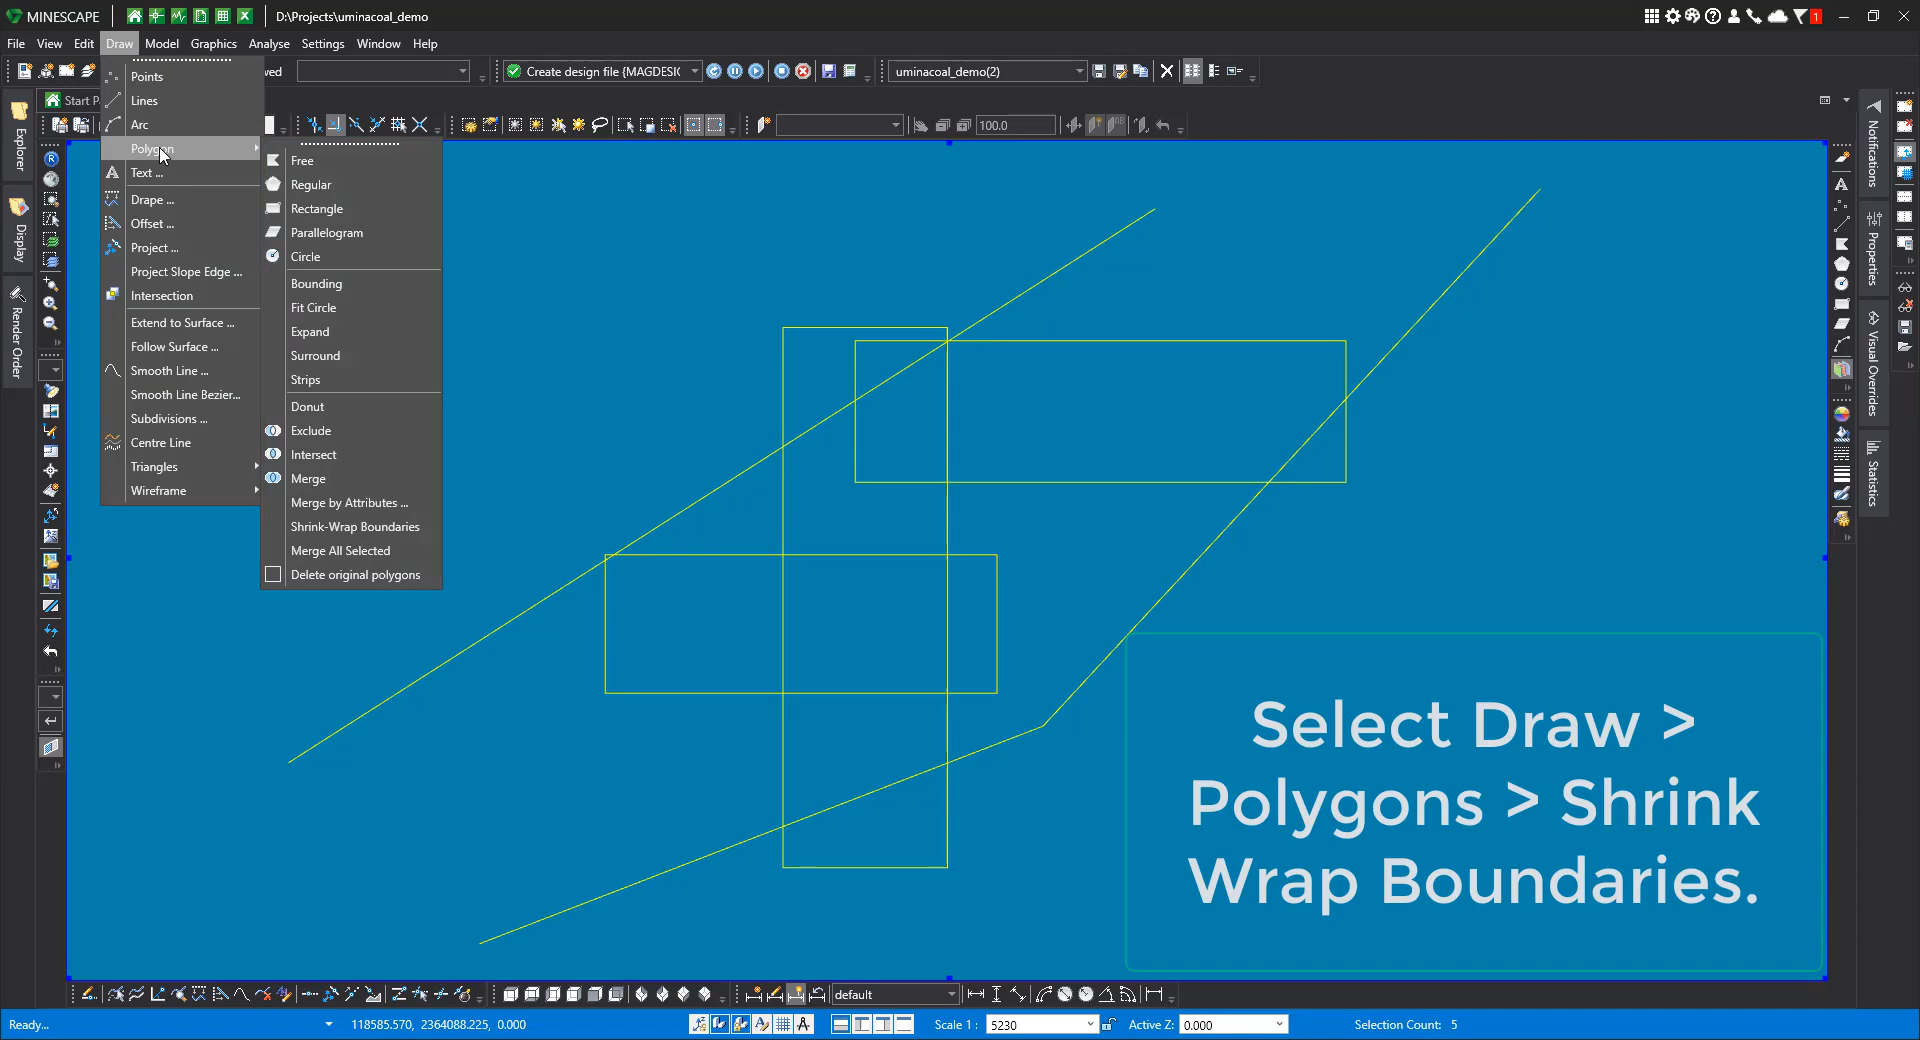 MINESCAPE
D:\Projects\uminacoal_demo
1
File View Edit Draw Model Graphics Analyse Settings Window Help
Create design file {MAGDESIG
uminacoal_demo(2)
Start P
100.0
Points
Lines
Arc
Polygon
Text ...
Drape ...
Offset ...
Project ...
Project Slope Edge ...
Intersection
Extend to Surface ...
Follow Surface ...
Smooth Line ...
Smooth Line Bezier...
Subdivisions ...
Centre Line
Triangles
Wireframe
Free
Regular
Rectangle
Parallelogram
Circle
Bounding
Fit Circle
Expand
Surround
Strips
Donut
Exclude
Intersect
Merge
Merge by Attributes ...
Shrink-Wrap Boundaries
Merge All Selected
Delete original polygons
Explorer
Display
Render Order
Notifications
Properties
Visual Overrides
Statistics
Select Draw >
Polygons > Shrink
Wrap Boundaries.
default
Ready...
118585.570, 2364088.225, 0.000
Scale 1 : 5230
Active Z: 0.000
Selection Count: 5